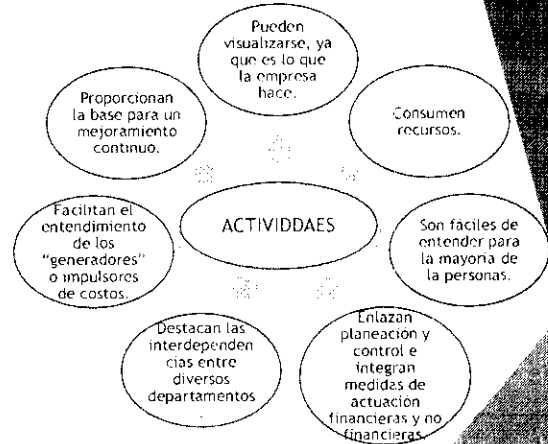 Pueden
visualizarse, ya
que es lo que
la empresa
hace.
Proporcionan
la base para un
mejoramiento
continuo.
Consumen
recursos.
Facilitan el
entendimiento
de los
"generadores"
o impulsores
de costos.
ACTIVIDDAES
Son fáciles de
entender para
la mayoría de
la personas.
Destacan las
interdependen
cias entre
diversos
departamentos
.
Enlazan
planeación y
control e
integran
medidas de
actuación
financieras y no
financieras.